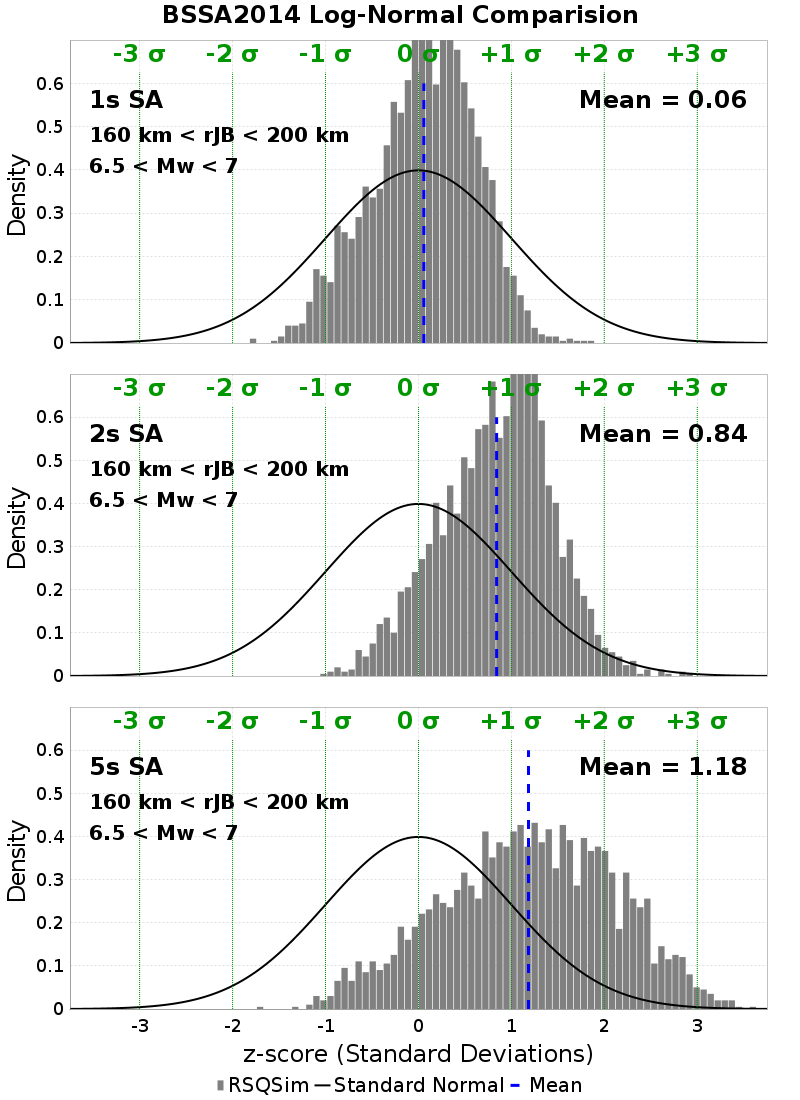 BSSA2014 Log-Normal Comparision
-3 σ -2 σ -1 σ 0 σ +1 σ +2 σ +3 σ
1s SA Mean = 0.06
160 km < rJB < 200 km
6.5 < Mw < 7
Density
0.6
0.5
0.4
0.3
0.2
0.1
0
-3 σ -2 σ -1 σ 0 σ +1 σ +2 σ +3 σ
2s SA Mean = 0.84
160 km < rJB < 200 km
6.5 < Mw < 7
Density
0.6
0.5
0.4
0.3
0.2
0.1
0
-3 σ -2 σ -1 σ 0 σ +1 σ +2 σ +3 σ
5s SA Mean = 1.18
160 km < rJB < 200 km
6.5 < Mw < 7
Density
0.6
0.5
0.4
0.3
0.2
0.1
0
-3 -2 -1 0 1 2 3
z-score (Standard Deviations)
RSQSim Standard Normal Mean